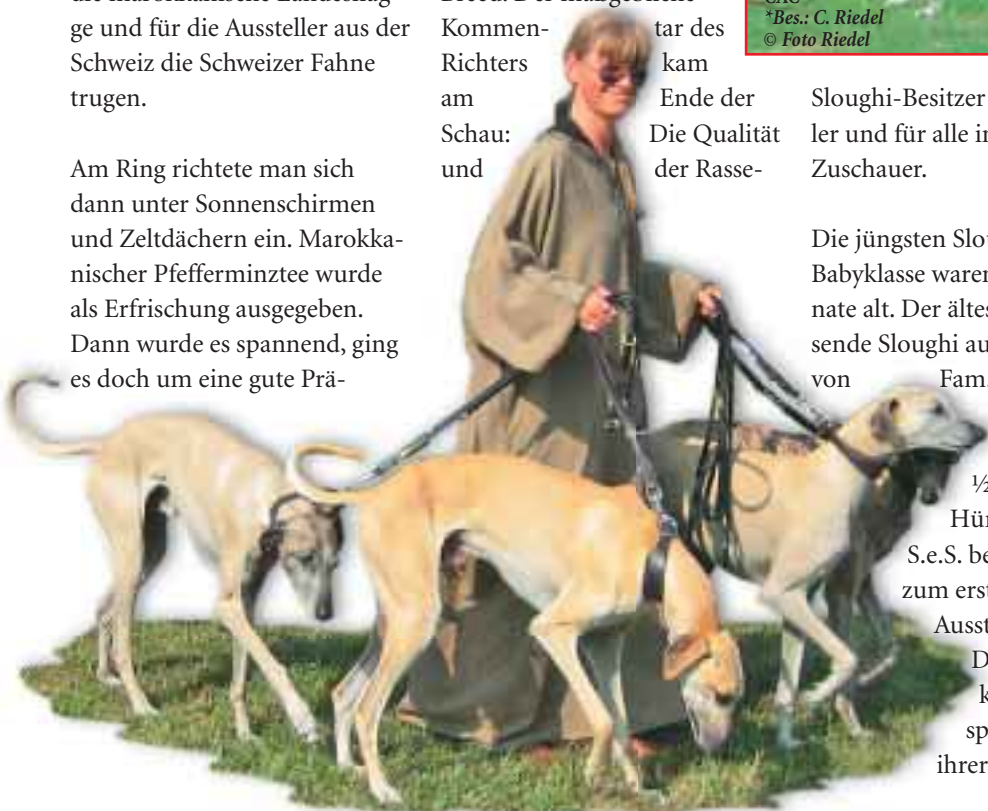 ge und für die Aussteller aus der
Schweiz die Schweizer Fahne
trugen.
Am Ring richtete man sich
dann unter Sonnenschirmen
und Zeltdächern ein. Marokka-
nischer Pfefferminztee wurde
als Erfrischung ausgegeben.
Dann wurde es spannend, ging
es doch um eine gute Prä-
Kommen- tar des
Richters kam
am Ende der
Schau: Die Qualität
und der Rasse-
*Bes.: C. Riedel
© Foto Riedel
Sloughi-Besitzer
ler und für alle in
Zuschauer.
Die jüngsten Slou
Babyklasse waren
nate alt. Der ältes
sende Sloughi au
von Fam.
½
Hün
S.e.S. be
zum erst
Ausst
D
k
sp
ihrer